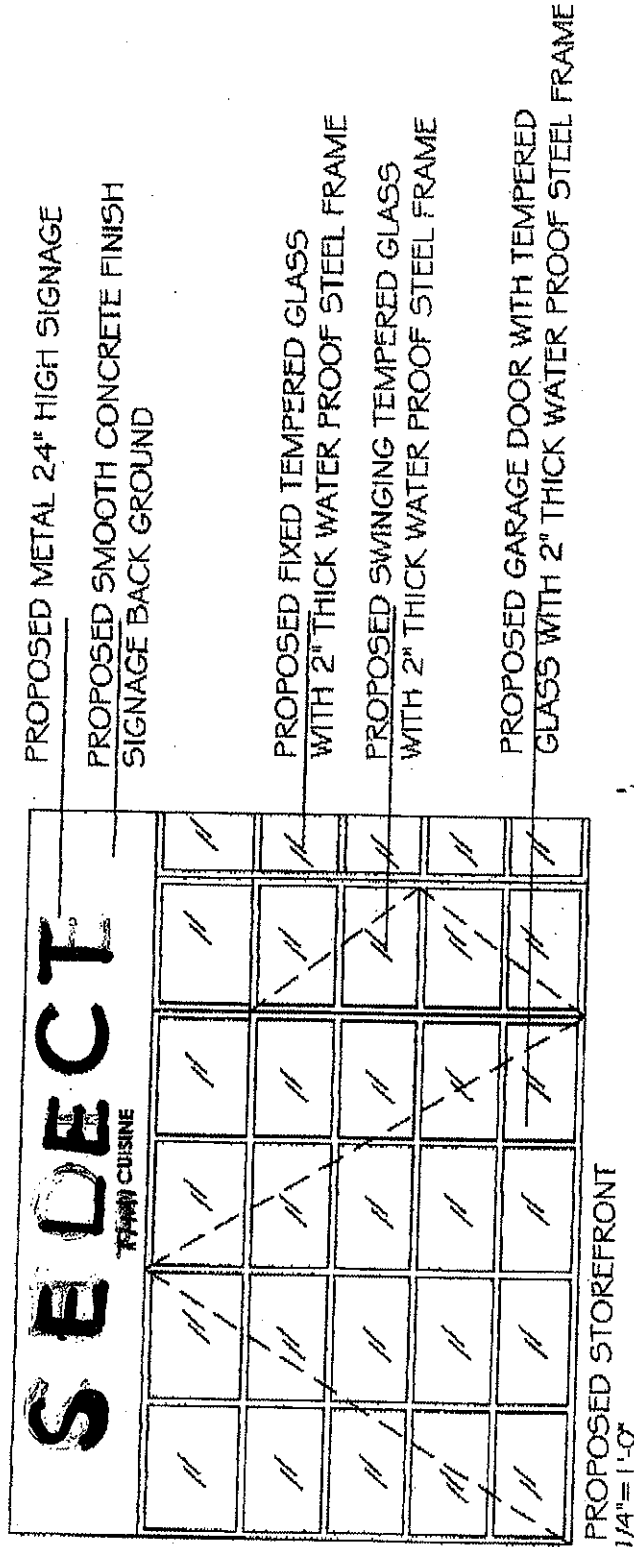 SEDECT
CUISINE
PROPOSED METAL 24" HIGH SIGNAGE
PROPOSED SMOOTH CONCRETE FINISH
SIGNAGE BACK GROUND
PROPOSED FIXED TEMPERED GLASS
WITH 2" THICK WATER PROOF STEEL FRAME
PROPOSED SWINGING TEMPERED GLASS
WITH 2" THICK WATER PROOF STEEL FRAME
PROPOSED GARAGE DOOR WITH TEMPERED
GLASS WITH 2" THICK WATER PROOF STEEL FRAME
PROPOSED STOREFRONT
1/4"=1'-0"